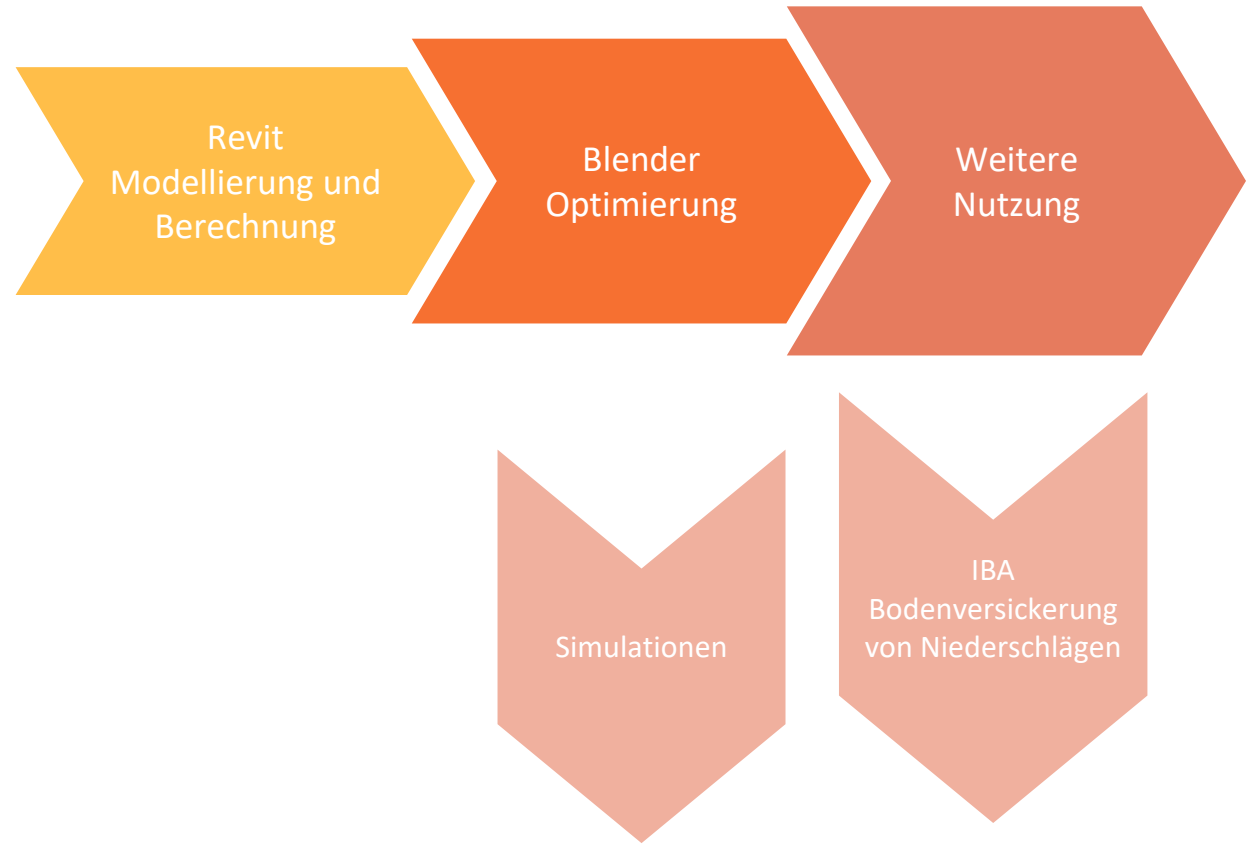 Revit
Modellierung und
Berechnung
Blender
Optimierung
Weitere
Nutzung
Simulationen
IBA
Bodenversickerung
von Niederschlägen